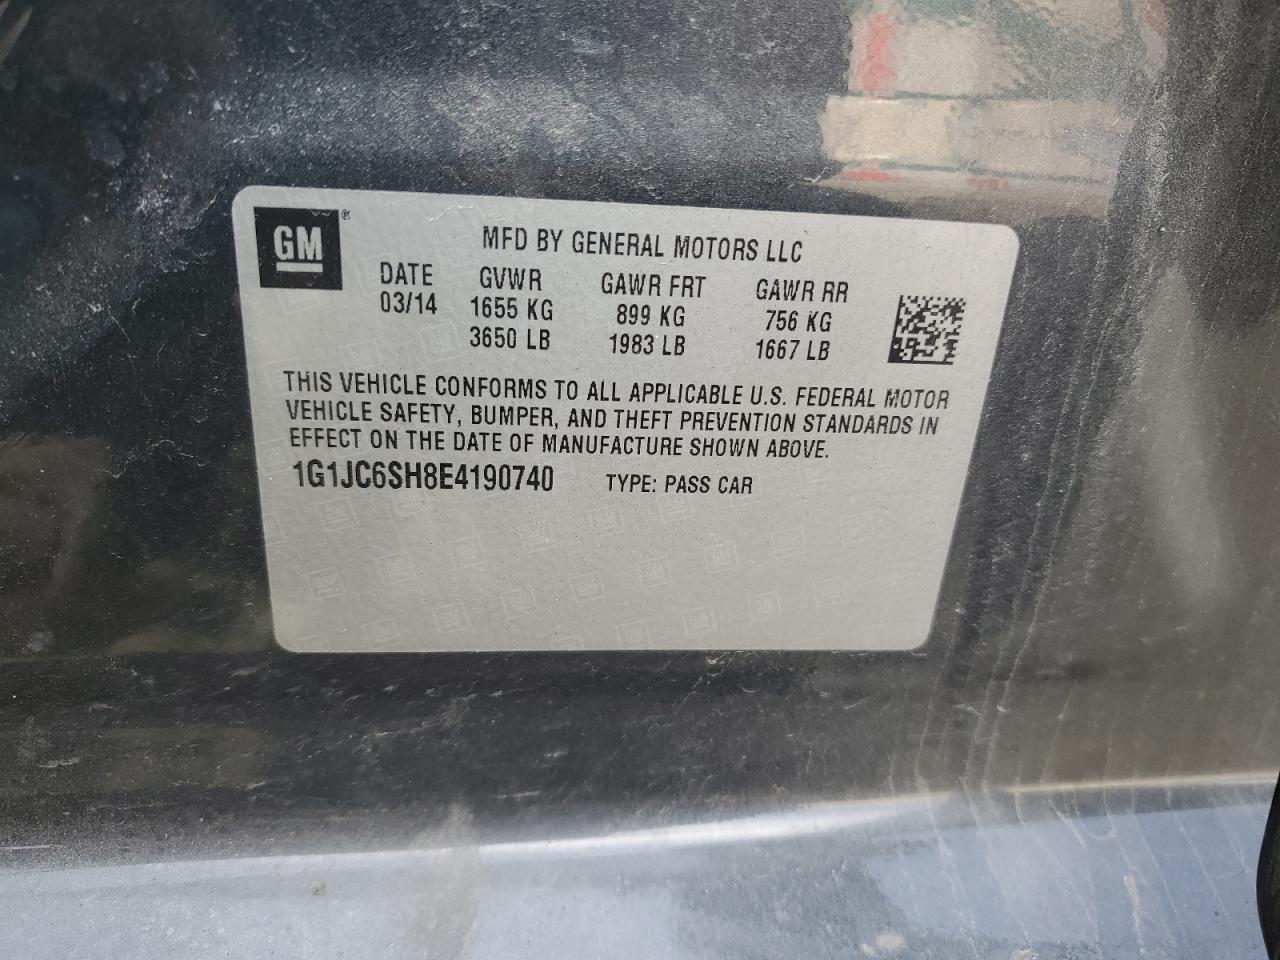 GM ®
MFD BY GENERAL MOTORS LLC
DATE GVWR GAWR FRT GAWR RR
03/14 1655 KG 899 KG 756 KG
3650 LB 1983 LB 1667 LB
THIS VEHICLE CONFORMS TO ALL APPLICABLE U.S. FEDERAL MOTOR
VEHICLE SAFETY, BUMPER, AND THEFT PREVENTION STANDARDS IN
EFFECT ON THE DATE OF MANUFACTURE SHOWN ABOVE.
1G1JC6SH8E4190740 TYPE: PASS CAR